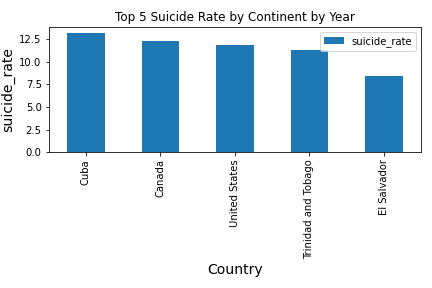 Top 5 Suicide Rate by Continent by Year
suicide_rate
12.5
10.0
7.5
5.0
2.5
0.0
suicide_rate
Cuba
Canada
United States
Trinidad and Tobago
El Salvador
Country